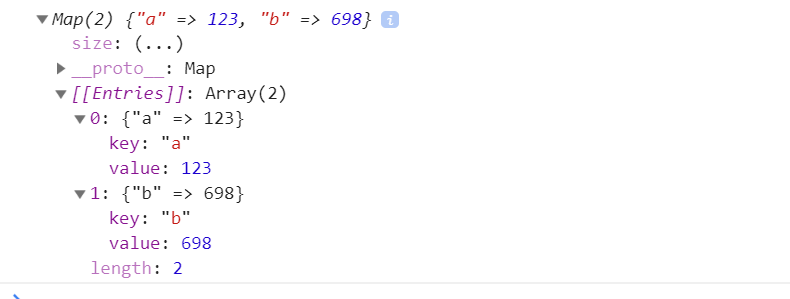 ▼Map(2) {"a" => 123, "b" => 698} i
size: (...)
▶__proto__: Map
▼[[Entries]]: Array(2)
▼0: {"a" => 123}
key: "a"
value: 123
▼1: {"b" => 698}
key: "b"
value: 698
length: 2